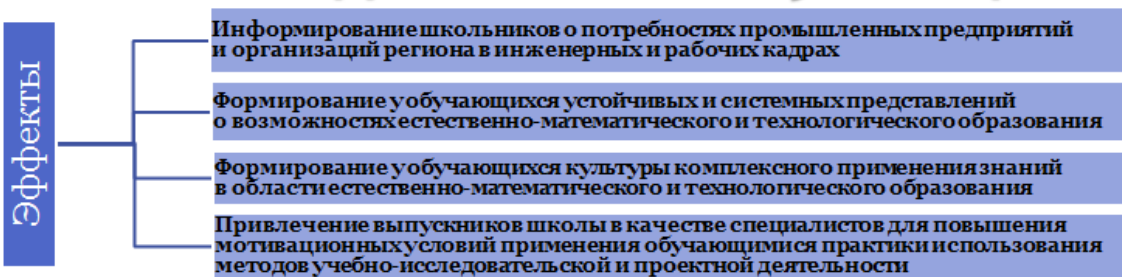 Эффекты
Информирование школьников о потребностях промышленных предприятий
и организаций региона в инженерных и рабочих кадрах
Формирование у обучающихся устойчивых и системных представлений
о возможностях естественно-математического и технологического образования
Формирование у обучающихся культуры комплексного применения знаний
в области естественно-математического и технологического образования
Привлечение выпускников школы в качестве специалистов для повышения
мотивационных условий применения обучающимися практики использования
методов учебно-исследовательской и проектной деятельности